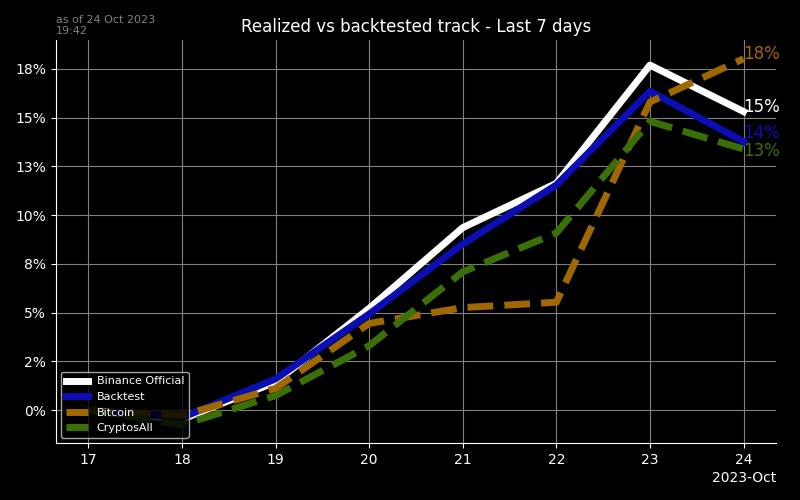 as of 24 Oct 2023
19:42
Realized vs backtested track - Last 7 days
18%
15%
13%
10%
8%
5%
2%
0%
18%
15%
14%
13%
Binance Official
Backtest
Bitcoin
CryptosAll
17 18 19 20 21 22 23 24
2023-Oct